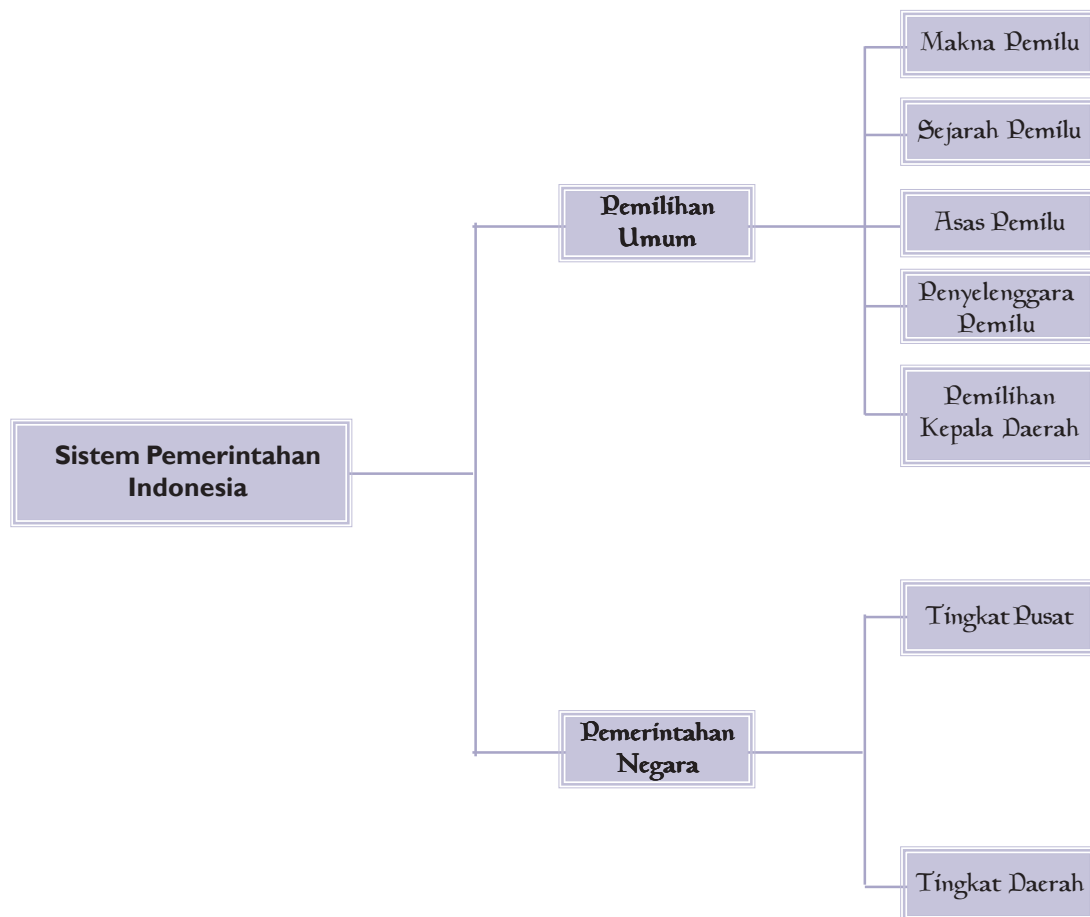 Makna Pemilu
Sejarah Pemilu
Pemilihan
Umum
Asas Pemilu
Penyelenggara
Pemilu
Pemilihan
Kepala Daerah
Sistem Pemerintahan
Indonesia
Tingkat Pusat
Pemerintahan
Negara
Tingkat Daerah